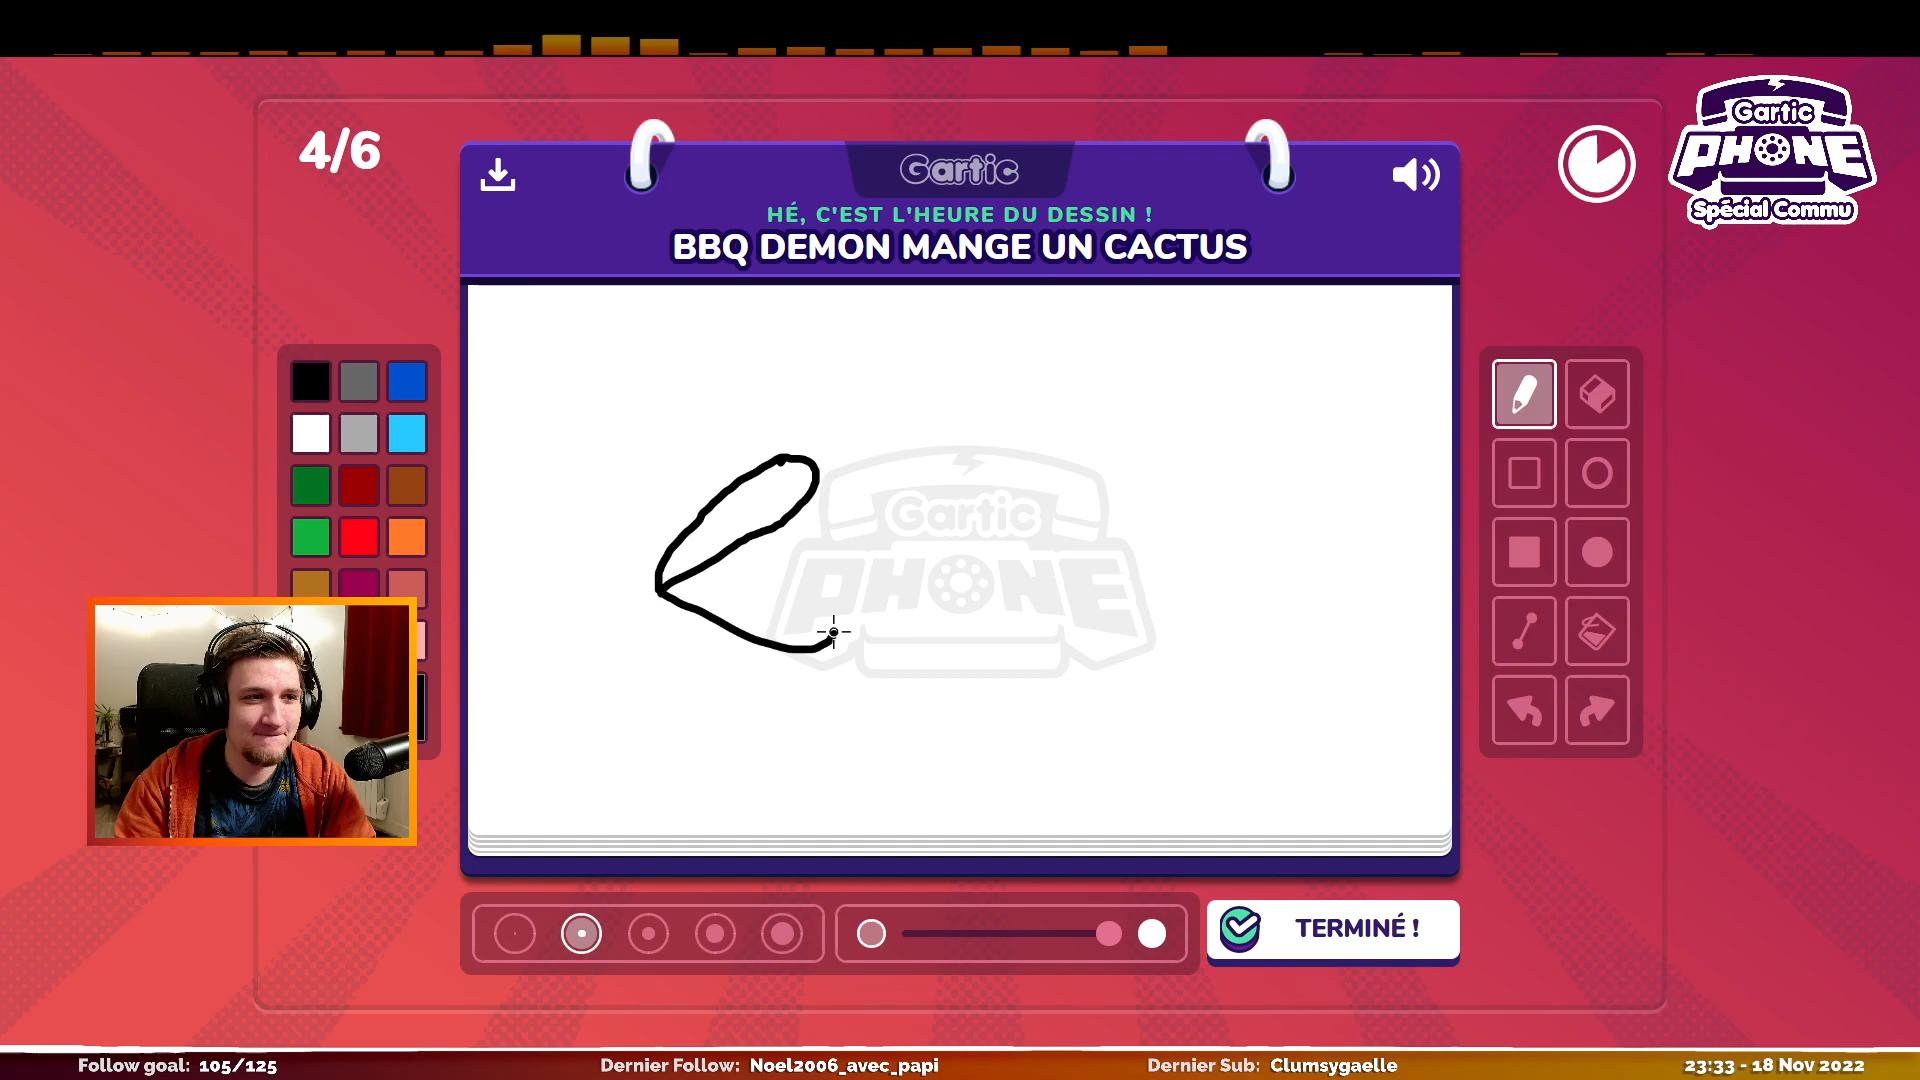 4/6
Gartic
HÉ, C'EST L'HEURE DU DESSIN !
BBQ DEMON MANGE UN CACTUS
Gartic
PHONE
Spécial Commu
Gartic
PHONE
TERMINÉ !
Follow goal: 105/125
Dernier Follow: Noel2006_avec_papi
Dernier Sub: Clumsygaelle
23:33 - 18 Nov 2022